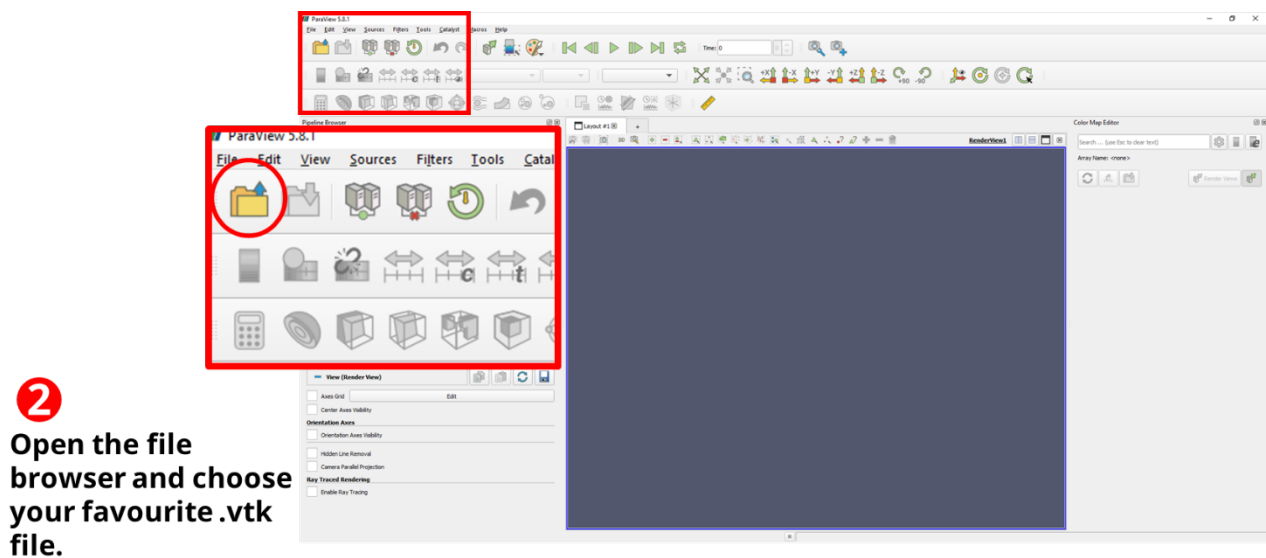 ParaView 5.8.1
File Edit View Sources Filters Tools Catalyst Macros Help
Time: 0
+X -X +Y -Y +Z -Z +90 -90
Pipeline Browser
Layout #1
+
Color Map Editor
3D
RenderView1
Search ... (use Esc to clear text)
Array Name: <none>
Render Views
ParaView 5.8.1
File Edit View Sources Filters Tools Catal
c t
View (Render View)
Axes Grid
Edit
Center Axes Visibility
Orientation Axes
Orientation Axes Visibility
Hidden Line Removal
Camera Parallel Projection
Ray Traced Rendering
Enable Ray Tracing
2
Open the file
browser and choose
your favourite .vtk
file.